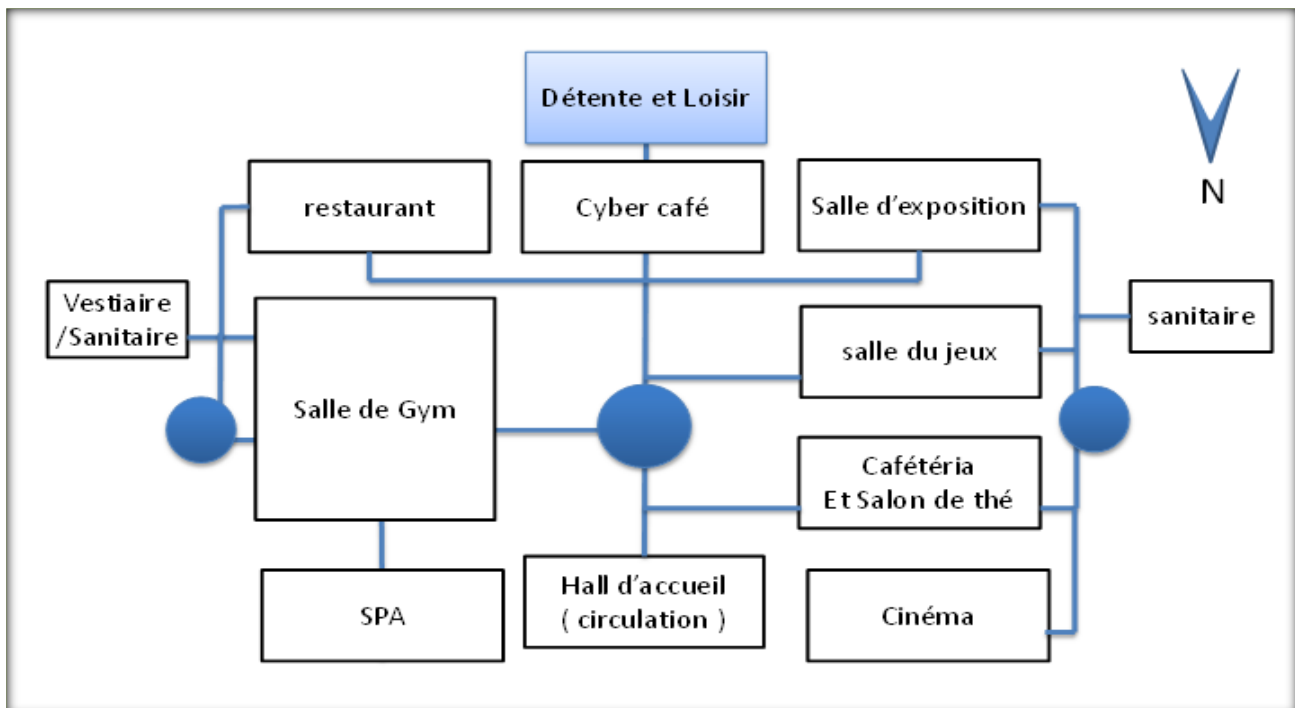 Détente et Loisir
N
restaurant
Cyber café
Salle d'exposition
Vestiaire
/Sanitaire
sanitaire
salle du jeux
Salle de Gym
Cafétéria
Et Salon de thé
SPA
Hall d'accueil
( circulation )
Cinéma